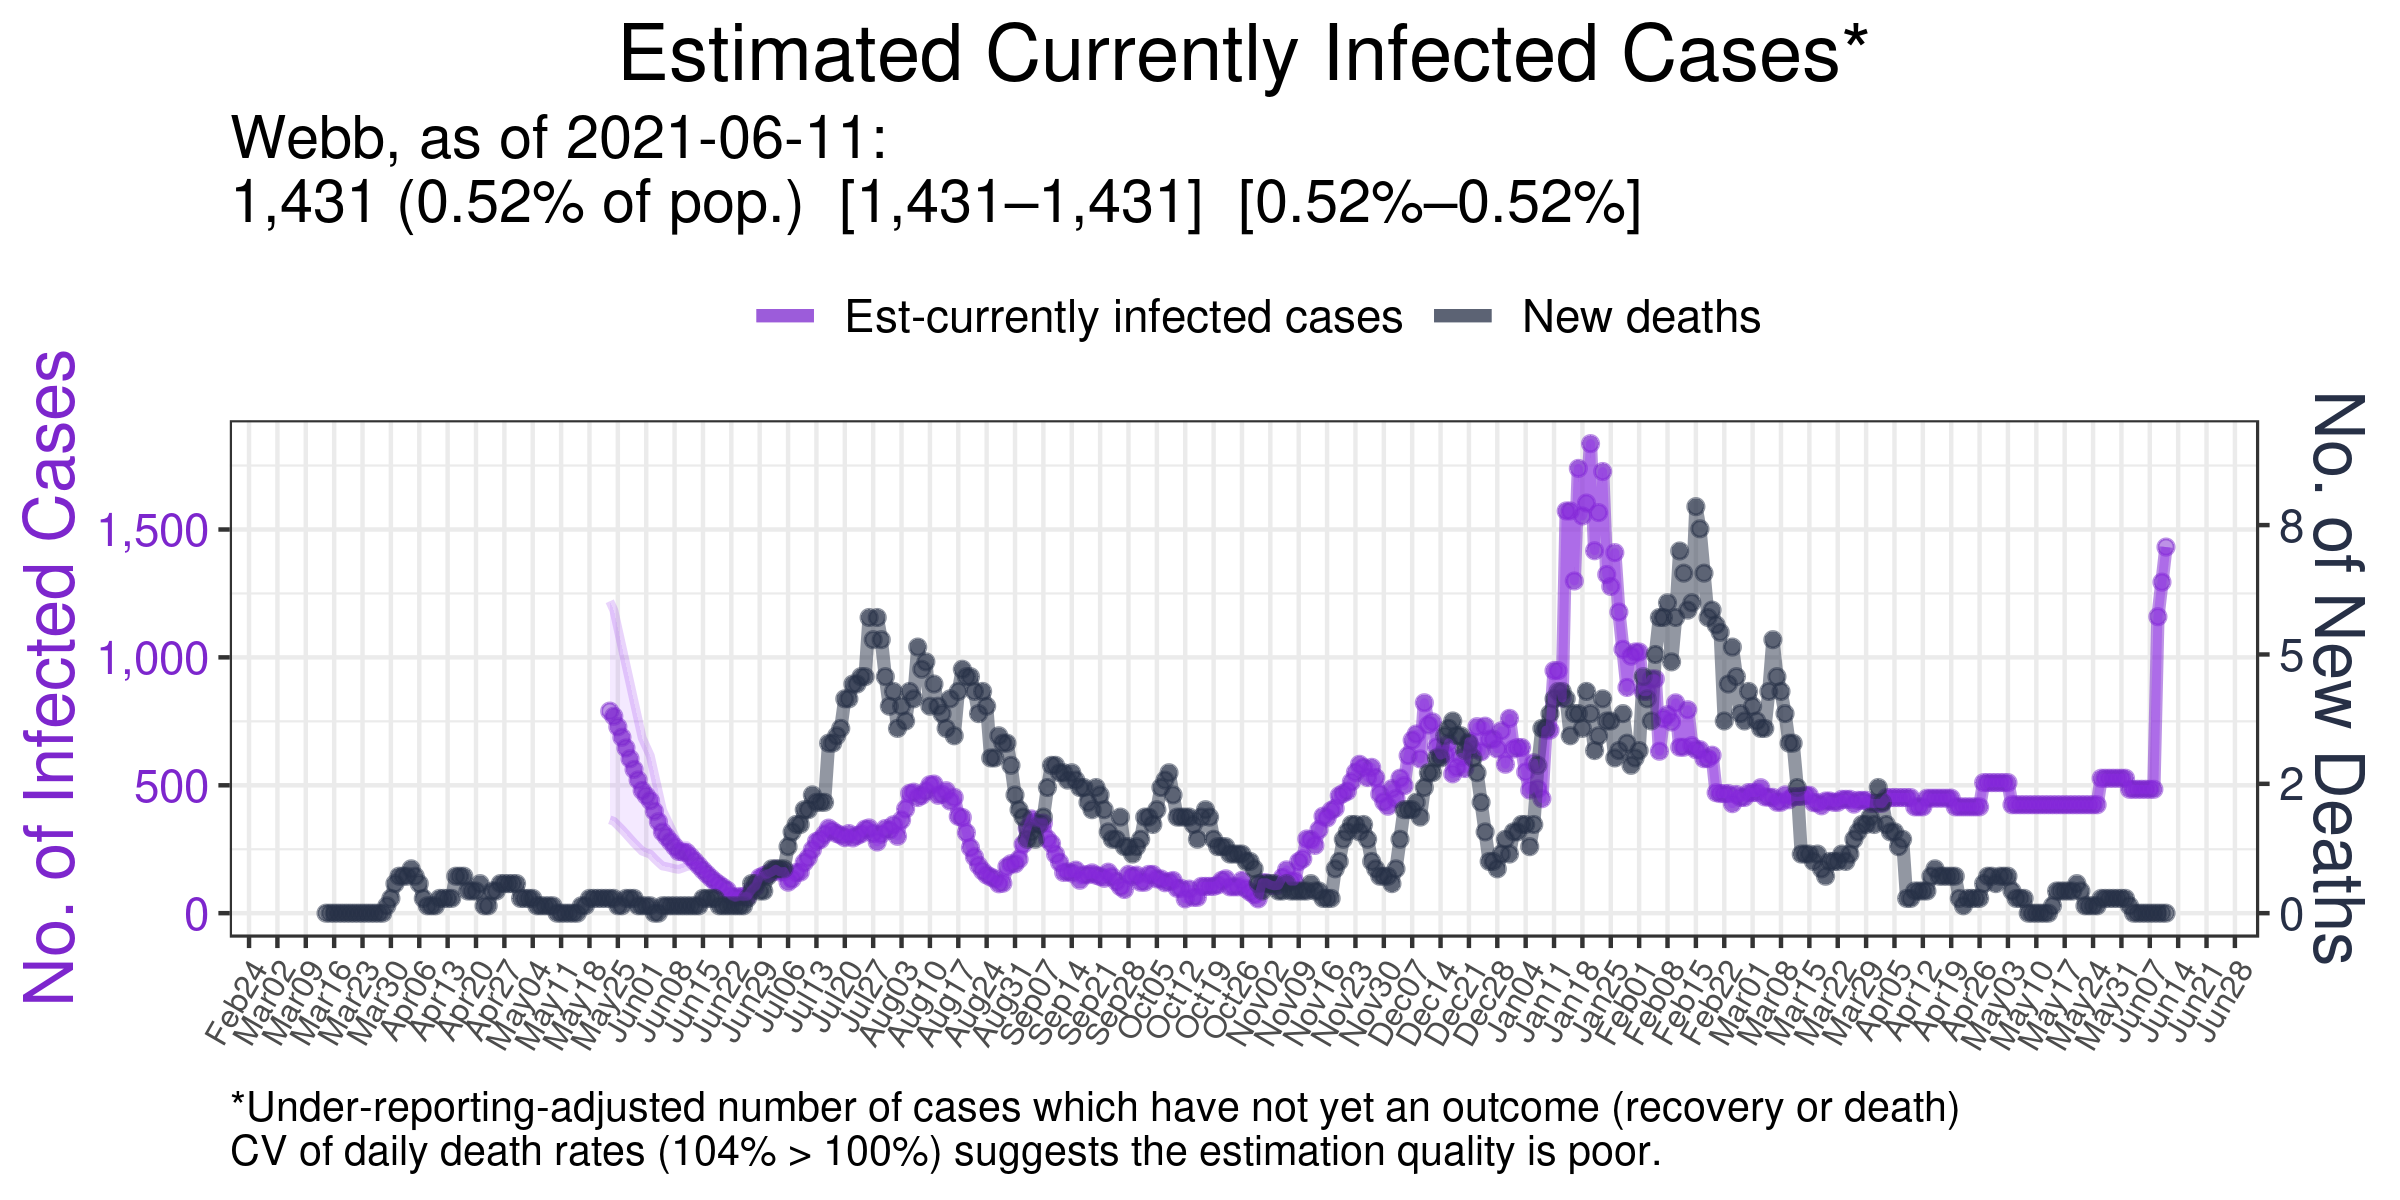 Estimated Currently Infected Cases*
Webb, as of 2021-06-11:
1,431 (0.52% of pop.)  [1,431–1,431]  [0.52%–0.52%]
Est-currently infected cases
New deaths
No. of Infected Cases
1,500
1,000
500
0
No. of New Deaths
8
5
2
0
Feb24
Mar02
Mar09
Mar16
Mar23
Mar30
Apr06
Apr13
Apr20
Apr27
May04
May11
May18
May25
Jun01
Jun08
Jun15
Jun22
Jun29
Jul06
Jul13
Jul20
Jul27
Aug03
Aug10
Aug17
Aug24
Aug31
Sep07
Sep14
Sep21
Sep28
Oct05
Oct12
Oct19
Oct26
Nov02
Nov09
Nov16
Nov23
Nov30
Dec07
Dec14
Dec21
Dec28
Jan04
Jan11
Jan18
Jan25
Feb01
Feb08
Feb15
Feb22
Mar01
Mar08
Mar15
Mar22
Mar29
Apr05
Apr12
Apr19
Apr26
May03
May10
May17
May24
May31
Jun07
Jun14
Jun21
Jun28
*Under-reporting-adjusted number of cases which have not yet an outcome (recovery or death)
CV of daily death rates (104% > 100%) suggests the estimation quality is poor.